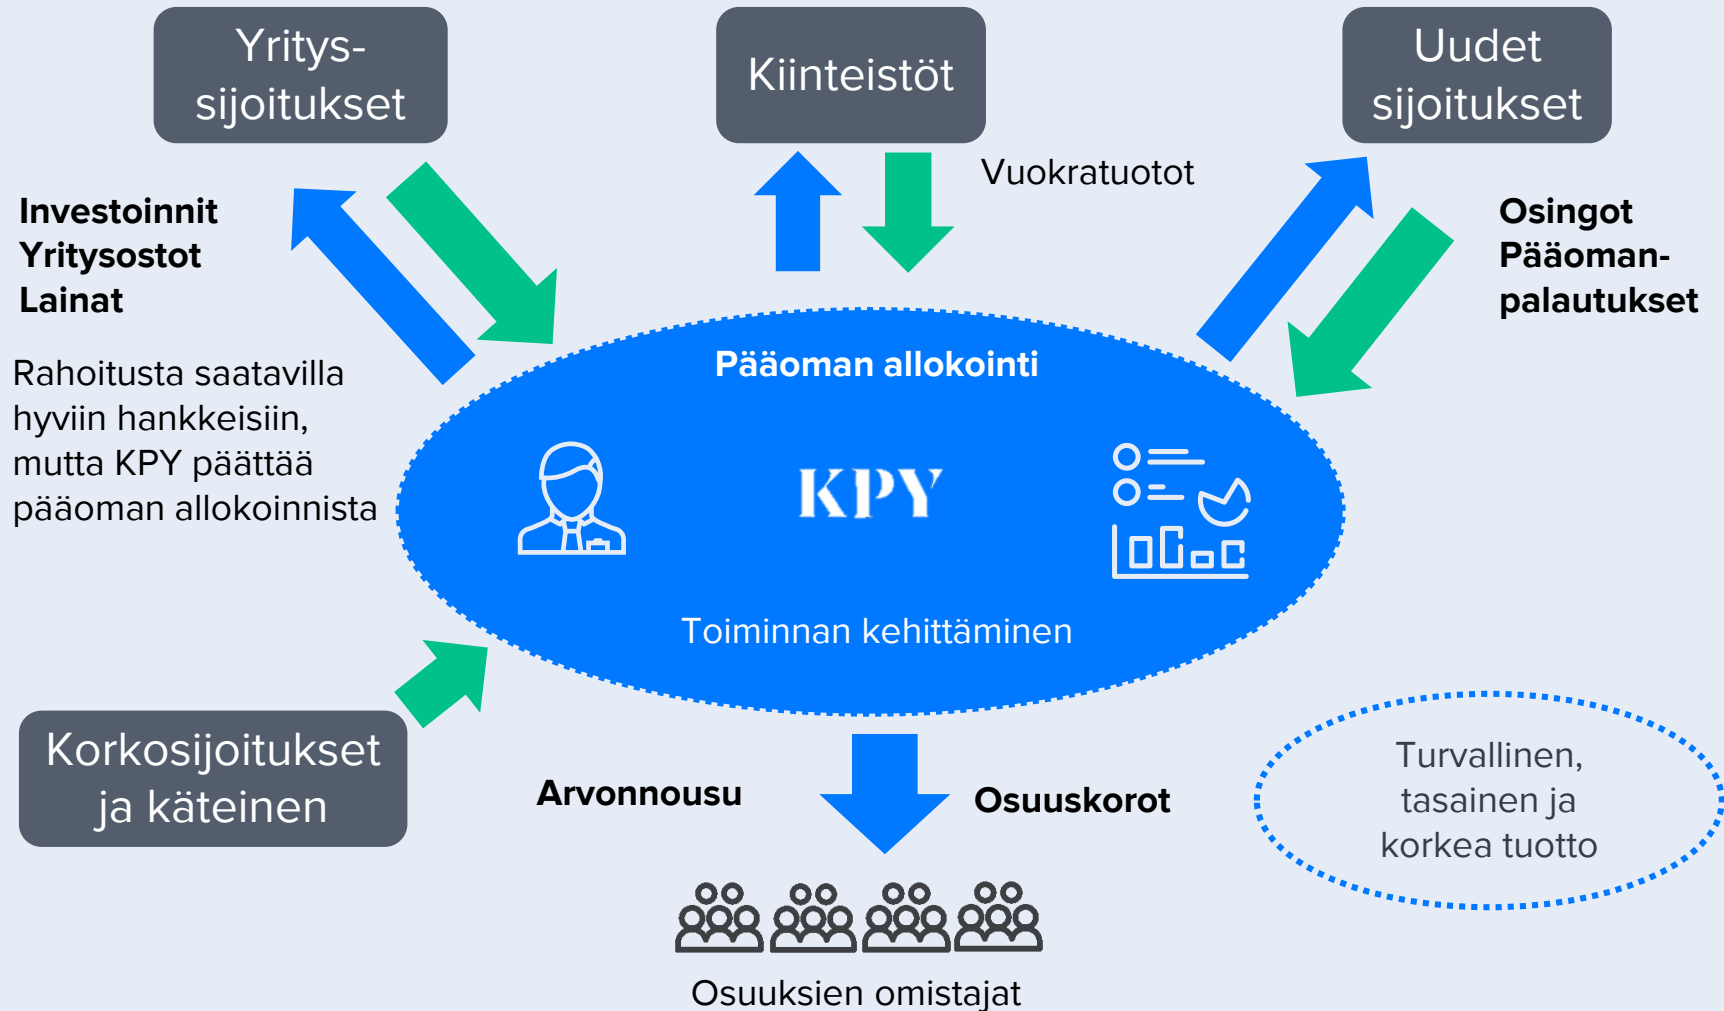 Yritys-
sijoitukset
Kiinteistöt
Uudet
sijoitukset
Vuokratuotot
Investoinnit
Yritysostot
Lainat
Osingot
Pääoman-
palautukset
Rahoitusta saatavilla
hyviin hankkeisiin,
mutta KPY päättää
pääoman allokoinnista
Pääoman allokointi
KPY
Toiminnan kehittäminen
Korkosijoitukset
ja käteinen
Arvonnousu
Osuuskorot
Turvallinen,
tasainen ja
korkea tuotto
Osuuksien omistajat